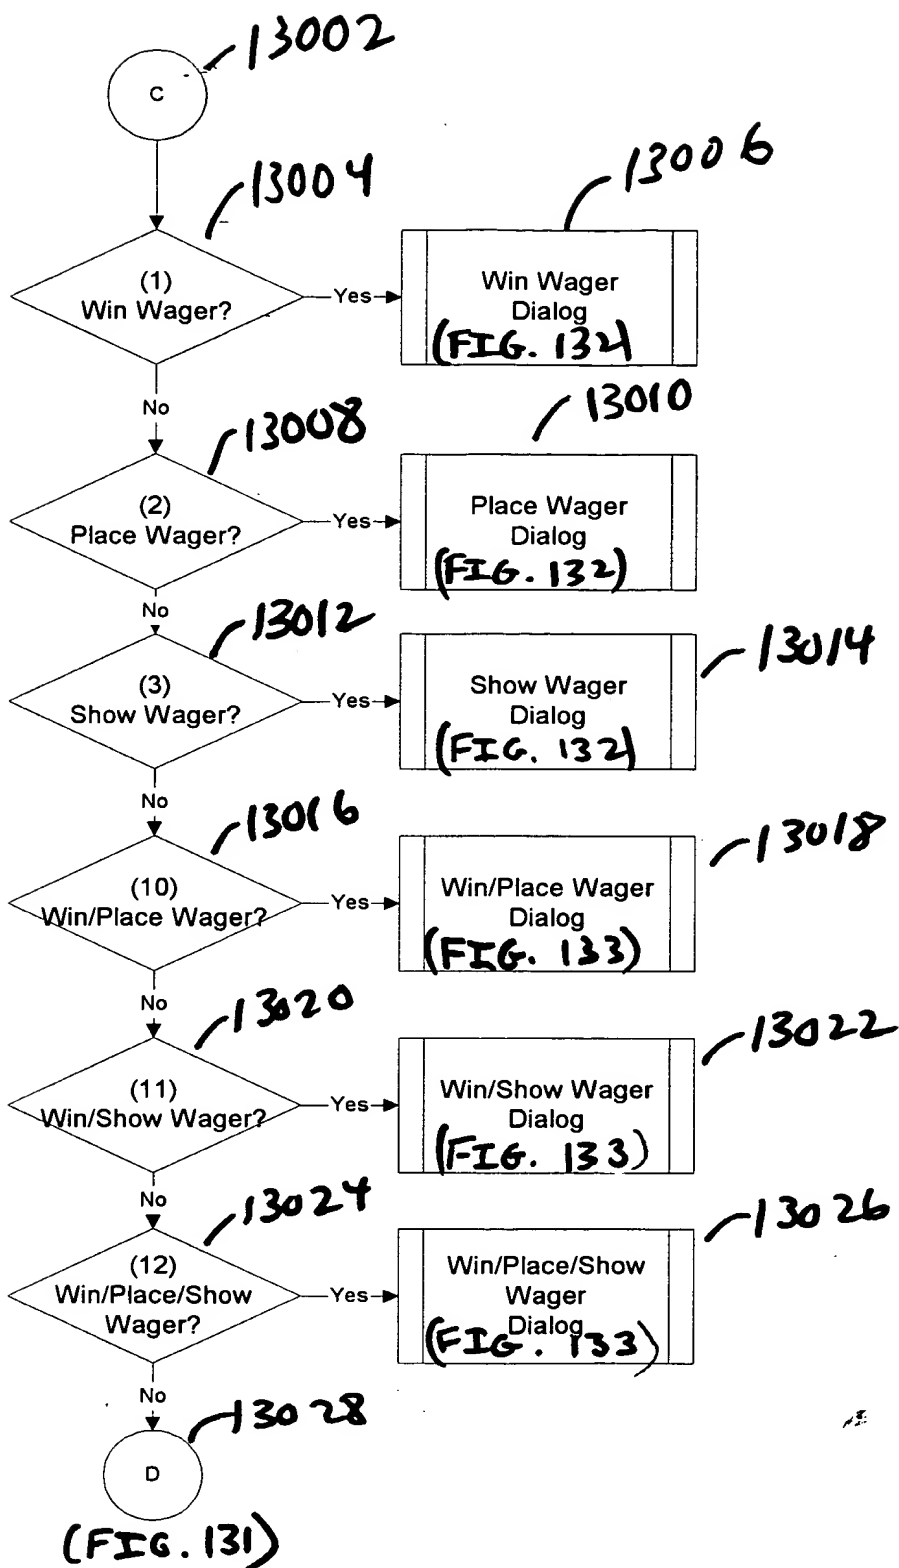 13002
C
13004
13006
(1)
Win Wager?
Yes
Win Wager
Dialog
(FIG. 132)
No
13008
13010
(2)
Place Wager?
Yes
Place Wager
Dialog
(FIG. 132)
No
13012
13014
(3)
Show Wager?
Yes
Show Wager
Dialog
(FIG. 132)
No
13016
13018
(10)
Win/Place Wager?
Yes
Win/Place Wager
Dialog
(FIG. 133)
No
13020
13022
(11)
Win/Show Wager?
Yes
Win/Show Wager
Dialog
(FIG. 133)
No
13024
13026
(12)
Win/Place/Show
Wager?
Yes
Win/Place/Show
Wager
Dialog
(FIG. 133)
No
13028
D
(FIG. 131)